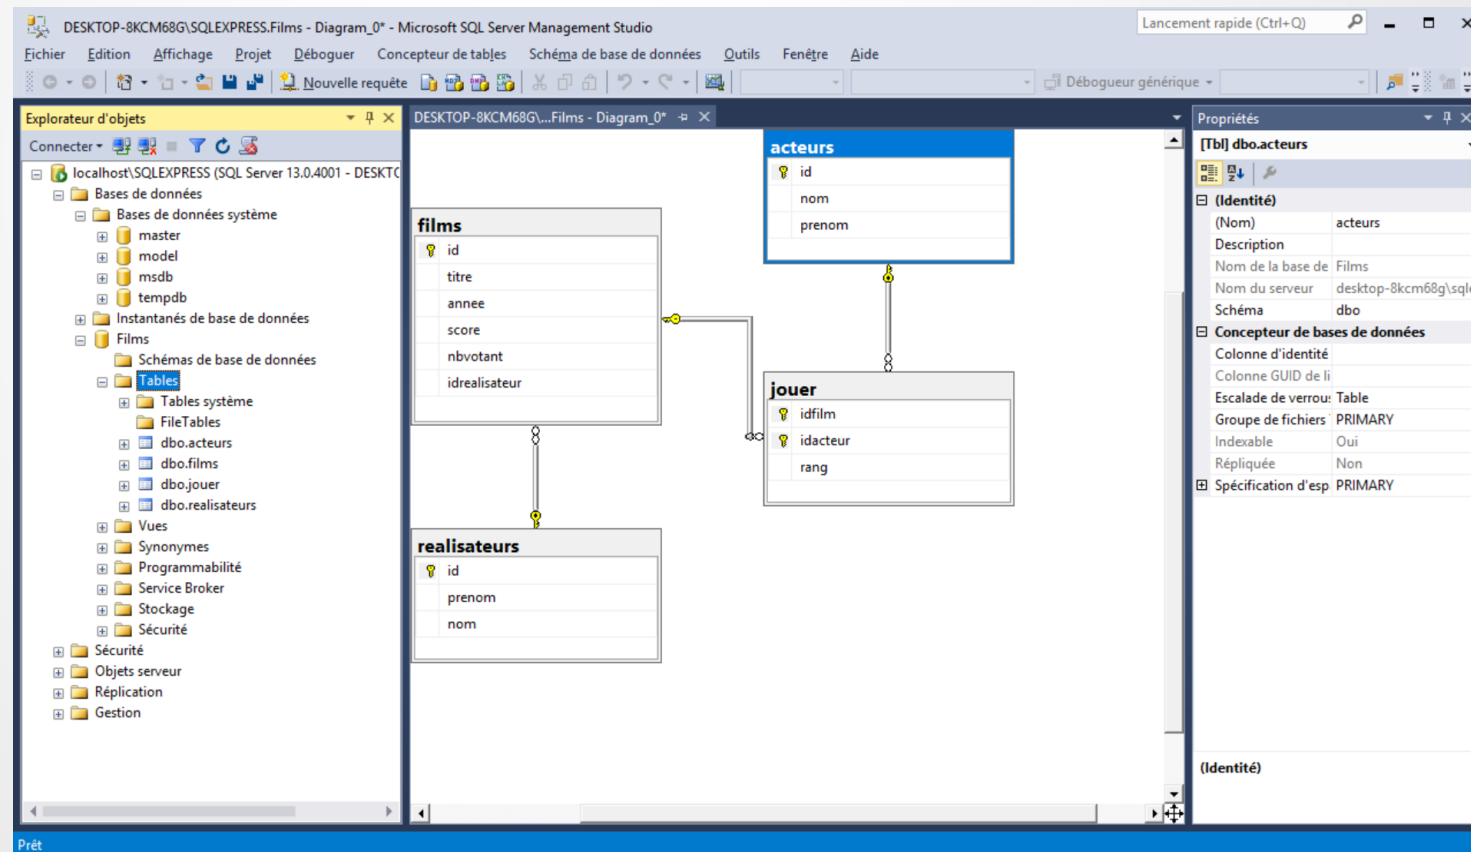 DESKTOP-8KCM68G\SQLEXPRESS.Films - Diagram_0* - Microsoft SQL Server Management Studio
Lancement rapide (Ctrl+Q)
Fichier Edition Affichage Projet Déboguer Concepteur de tables Schéma de base de données Outils Fenêtre Aide
Nouvelle requête
Débogueur générique
Explorateur d'objets
Connecter
localhost\SQLEXPRESS (SQL Server 13.0.4001 - DESKTC
Bases de données
Bases de données système
master
model
msdb
tempdb
Instantanés de base de données
Films
Schémas de base de données
Tables
Tables système
FileTables
dbo.acteurs
dbo.films
dbo.jouer
dbo.realisateurs
Vues
Synonymes
Programmabilité
Service Broker
Stockage
Sécurité
Sécurité
Objets serveur
Réplication
Gestion
DESKTOP-8KCM68G\...Films - Diagram_0*
films
id
titre
annee
score
nbvotant
idrealisateur
realisateurs
id
prenom
nom
acteurs
id
nom
prenom
jouer
idfilm
idacteur
rang
Propriétés
[Tbl] dbo.acteurs
(Identité)
(Nom) acteurs
Description
Nom de la base de Films
Nom du serveur desktop-8kcm68g\sqle
Schéma dbo
Concepteur de bases de données
Colonne d'identité
Colonne GUID de li
Escalade de verrou: Table
Groupe de fichiers PRIMARY
Indexable Oui
Répliquée Non
Spécification d'esp PRIMARY
(Identité)
Prêt